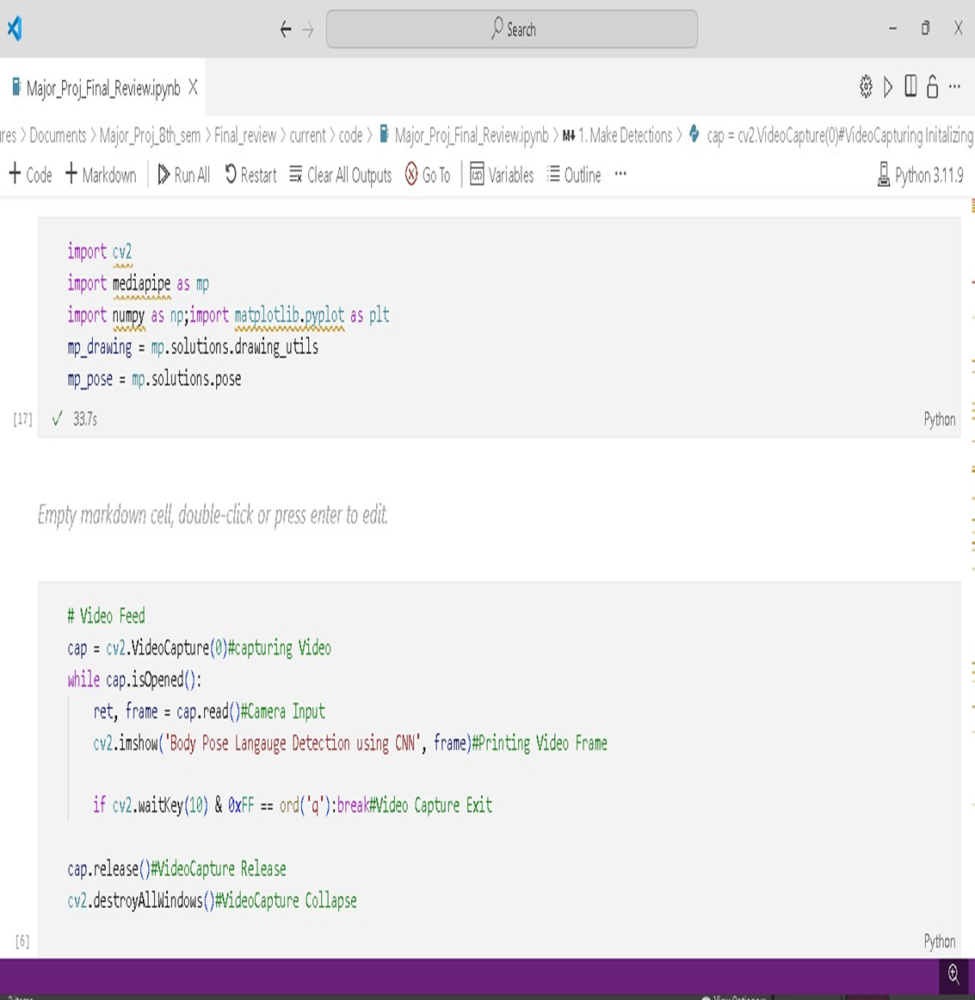 Search
Major_Proj_Final_Review.ipynb
res > Documents > Major_Proj_8th_sem > Final_review > current > code > Major_Proj_Final_Review.ipynb > M↓ 1. Make Detections > cap = cv2.VideoCapture(0)#VideoCapturing Initalizing
+ Code + Markdown Run All Restart Clear All Outputs Go To Variables Outline ... Python 3.11.9
import cv2
import mediapipe as mp
import numpy as np;import matplotlib.pyplot as plt
mp_drawing = mp.solutions.drawing_utils
mp_pose = mp.solutions.pose
[17] ✓ 33.7s Python
Empty markdown cell, double-click or press enter to edit.
# Video Feed
cap = cv2.VideoCapture(0)#capturing Video
while cap.isOpened():
ret, frame = cap.read()#Camera Input
cv2.imshow('Body Pose Langauge Detection using CNN', frame)#Printing Video Frame
if cv2.waitKey(10) & 0xFF == ord('q'):break#Video Capture Exit
cap.release()#VideoCapture Release
cv2.destroyAllWindows()#VideoCapture Collapse
[6] Python